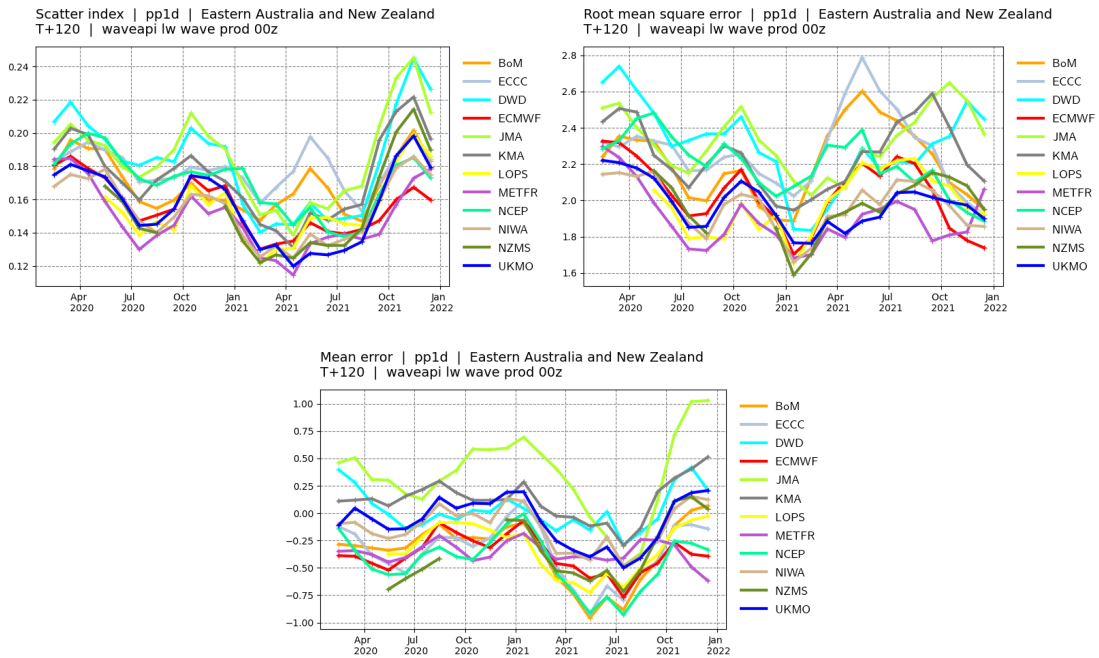 Scatter index | pp1d | Eastern Australia and New Zealand
T+120 | waveapi lw wave prod 00z
0.24
0.22
0.20
0.18
0.16
0.14
0.12
Apr 2020
Jul 2020
Oct 2020
Jan 2021
Apr 2021
Jul 2021
Oct 2021
Jan 2022
BoM
ECCC
DWD
ECMWF
JMA
KMA
LOPS
METFR
NCEP
NIWA
NZMS
UKMO
Root mean square error | pp1d | Eastern Australia and New Zealand
T+120 | waveapi lw wave prod 00z
2.8
2.6
2.4
2.2
2.0
1.8
1.6
Apr 2020
Jul 2020
Oct 2020
Jan 2021
Apr 2021
Jul 2021
Oct 2021
Jan 2022
BoM
ECCC
DWD
ECMWF
JMA
KMA
LOPS
METFR
NCEP
NIWA
NZMS
UKMO
Mean error | pp1d | Eastern Australia and New Zealand
T+120 | waveapi lw wave prod 00z
1.00
0.75
0.50
0.25
0.00
−0.25
−0.50
−0.75
−1.00
Apr 2020
Jul 2020
Oct 2020
Jan 2021
Apr 2021
Jul 2021
Oct 2021
Jan 2022
BoM
ECCC
DWD
ECMWF
JMA
KMA
LOPS
METFR
NCEP
NIWA
NZMS
UKMO